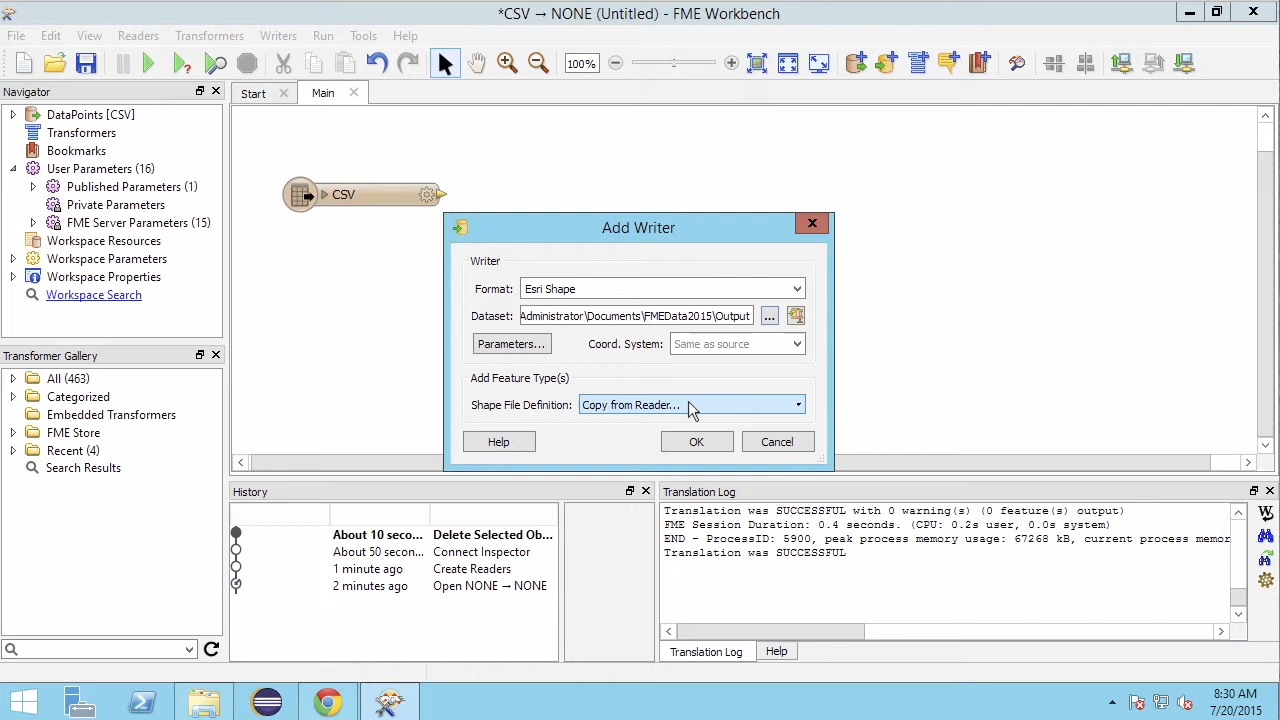 *CSV → NONE (Untitled) - FME Workbench
File Edit View Readers Transformers Writers Run Tools Help
100%
Navigator
DataPoints [CSV]
Transformers
Bookmarks
User Parameters (16)
Published Parameters (1)
Private Parameters
FME Server Parameters (15)
Workspace Resources
Workspace Parameters
Workspace Properties
Workspace Search
Transformer Gallery
All (463)
Categorized
Embedded Transformers
FME Store
Recent (4)
Search Results
Start Main
CSV
Add Writer
Writer
Format: Esri Shape
Dataset: Administrator\Documents\FMEData2015\Output ...
Parameters... Coord. System: Same as source
Add Feature Type(s)
Shape File Definition: Copy from Reader...
Help OK Cancel
History
About 10 seco... Delete Selected Ob...
About 50 secon... Connect Inspector
1 minute ago Create Readers
2 minutes ago Open NONE → NONE
Translation Log
Translation was SUCCESSFUL with 0 warning(s) (0 feature(s) output)
FME Session Duration: 0.4 seconds. (CPU: 0.2s user, 0.0s system)
END - ProcessID: 5900, peak process memory usage: 67268 kB, current process memor
Translation was SUCCESSFUL
Translation Log Help
8:30 AM
7/20/2015